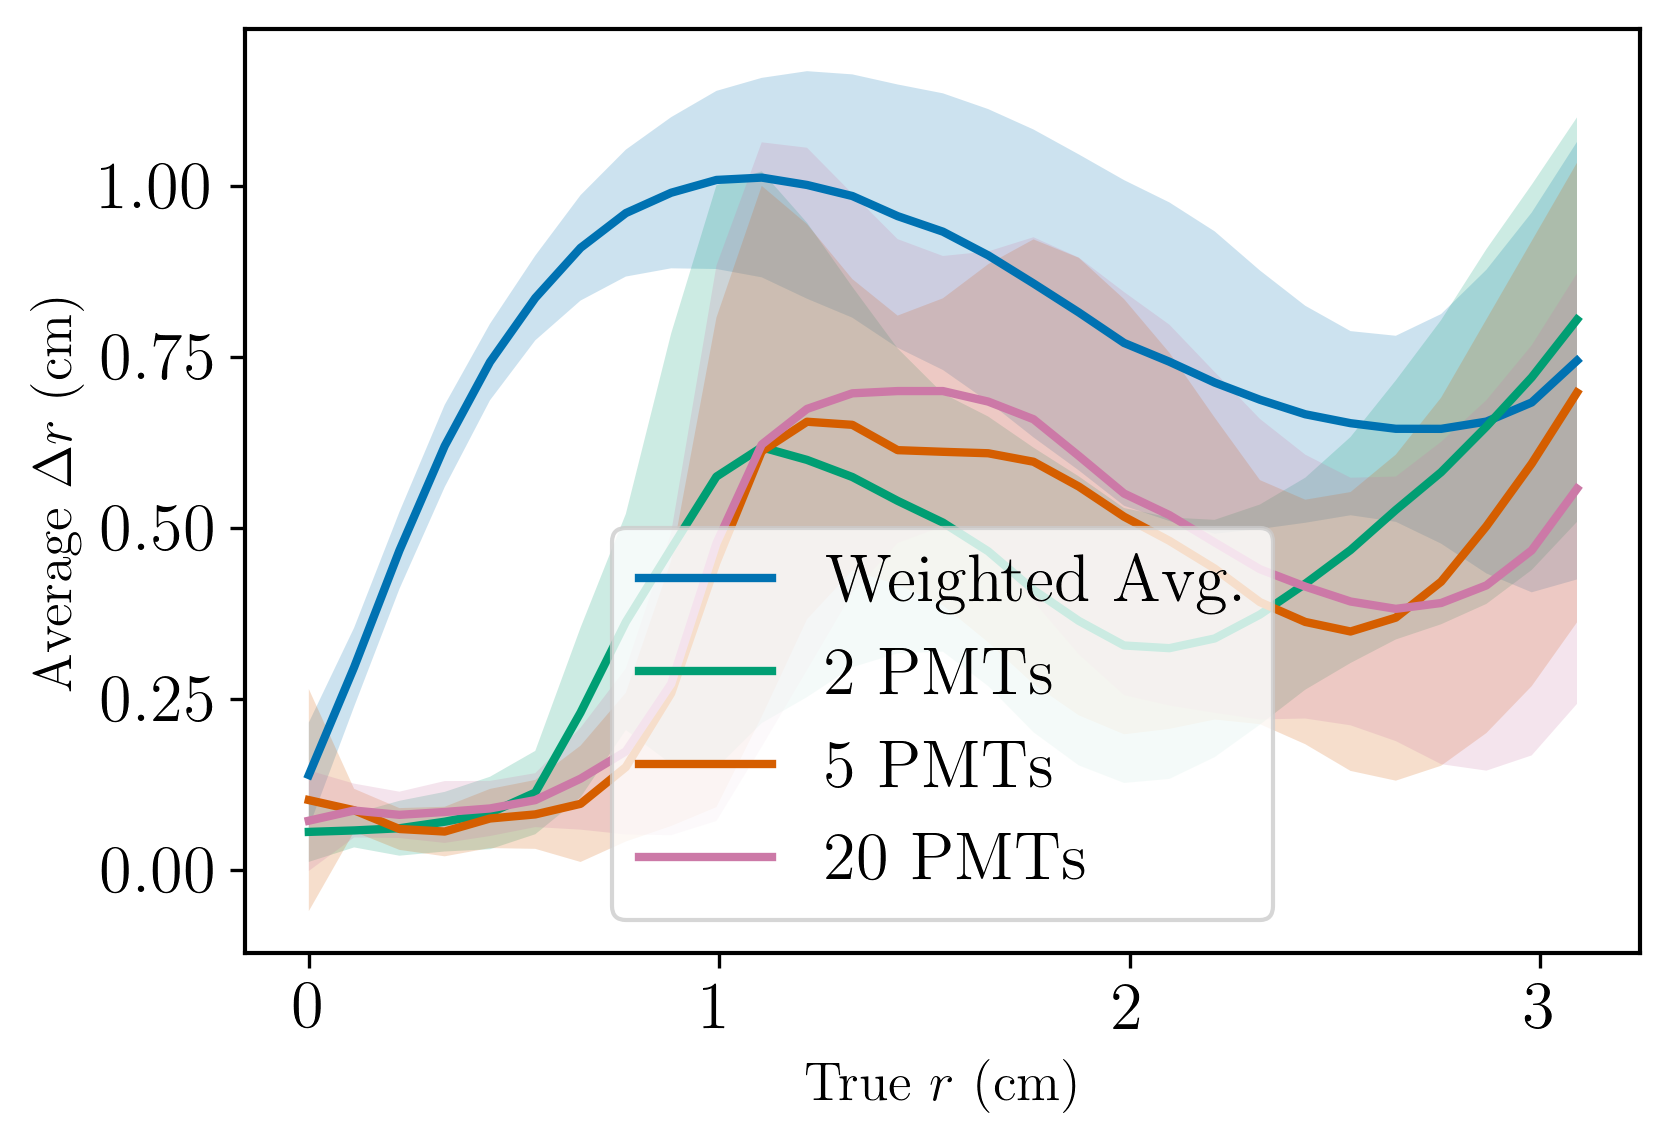 Average Δr (cm)
1.00
0.75
0.50
0.25
0.00
Weighted Avg.
2 PMTs
5 PMTs
20 PMTs
0 1 2 3
True r (cm)